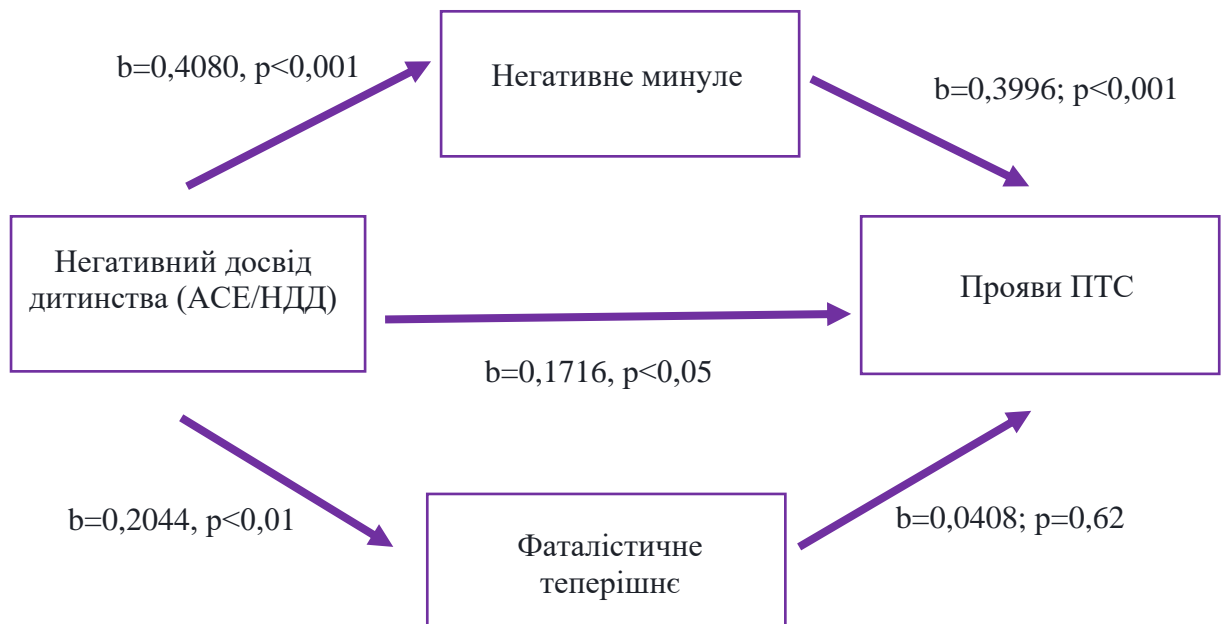 b=0,4080, p<0,001
Негативне минуле
b=0,3996; p<0,001
Негативний досвід
дитинства (АСЕ/НДД)
Прояви ПТС
b=0,1716, p<0,05
b=0,2044, p<0,01
Фаталістичне
теперішнє
b=0,0408; p=0,62